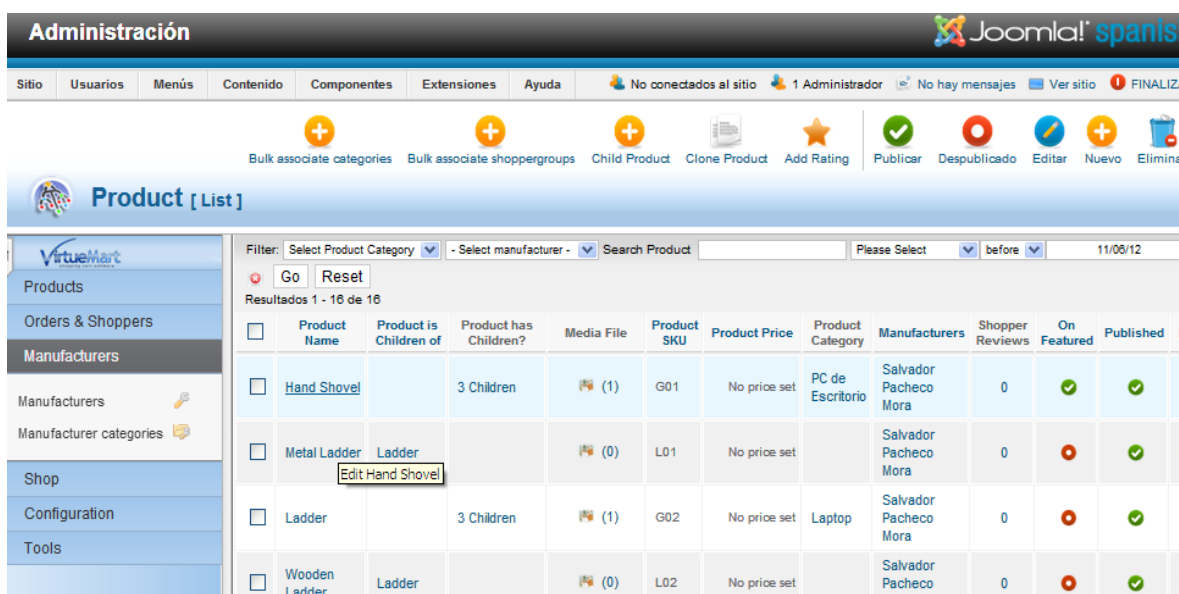 Administración
Joomla! spanis
Sitio Usuarios Menús Contenido Componentes Extensiones Ayuda No conectados al sitio 1 Administrador No hay mensajes Ver sitio FINALIZ
Bulk associate categories Bulk associate shoppergroups Child Product Clone Product Add Rating Publicar Despublicado Editar Nuevo Elimina
Product [ List ]
VirtueMart
Products
Orders & Shoppers
Manufacturers
Manufacturers
Manufacturer categories
Shop
Configuration
Tools
Filter: Select Product Category - Select manufacturer - Search Product Please Select before 11/06/12
Go Reset
Resultados 1 - 16 de 16
Product Name Product is Children of Product has Children? Media File Product SKU Product Price Product Category Manufacturers Shopper Reviews On Featured Published
Hand Shovel 3 Children (1) G01 No price set PC de Escritorio Salvador Pacheco Mora 0
Metal Ladder Ladder (0) L01 No price set Salvador Pacheco Mora 0
Edit Hand Shovel
Ladder 3 Children (1) G02 No price set Laptop Salvador Pacheco Mora 0
Wooden Ladder Ladder (0) L02 No price set Salvador Pacheco 0